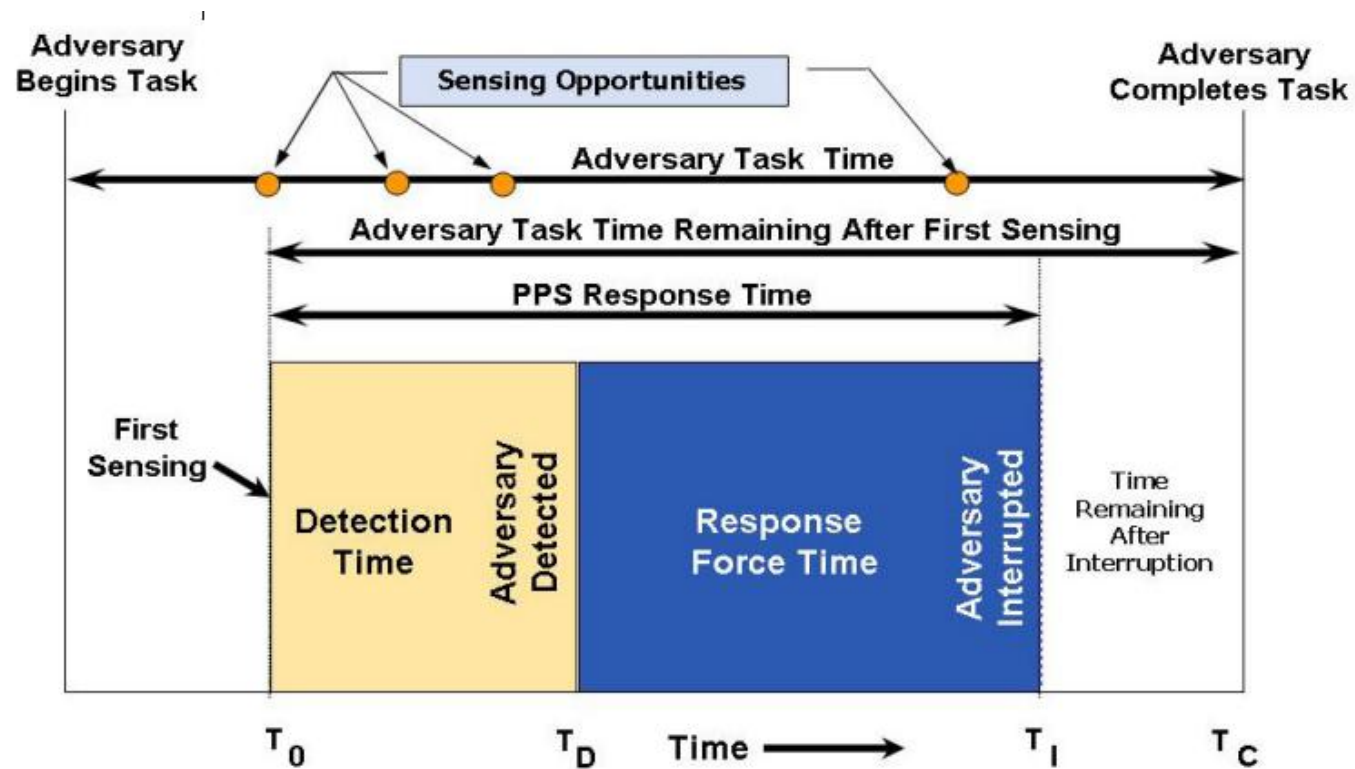 Adversary
Begins Task
Sensing Opportunities
Adversary
Completes Task
Adversary Task Time
Adversary Task Time Remaining After First Sensing
PPS Response Time
First
Sensing
Detection
Time
Adversary
Detected
Response
Force Time
Adversary
Interrupted
Time
Remaining
After
Interruption
T0
TD
Time
TI
TC